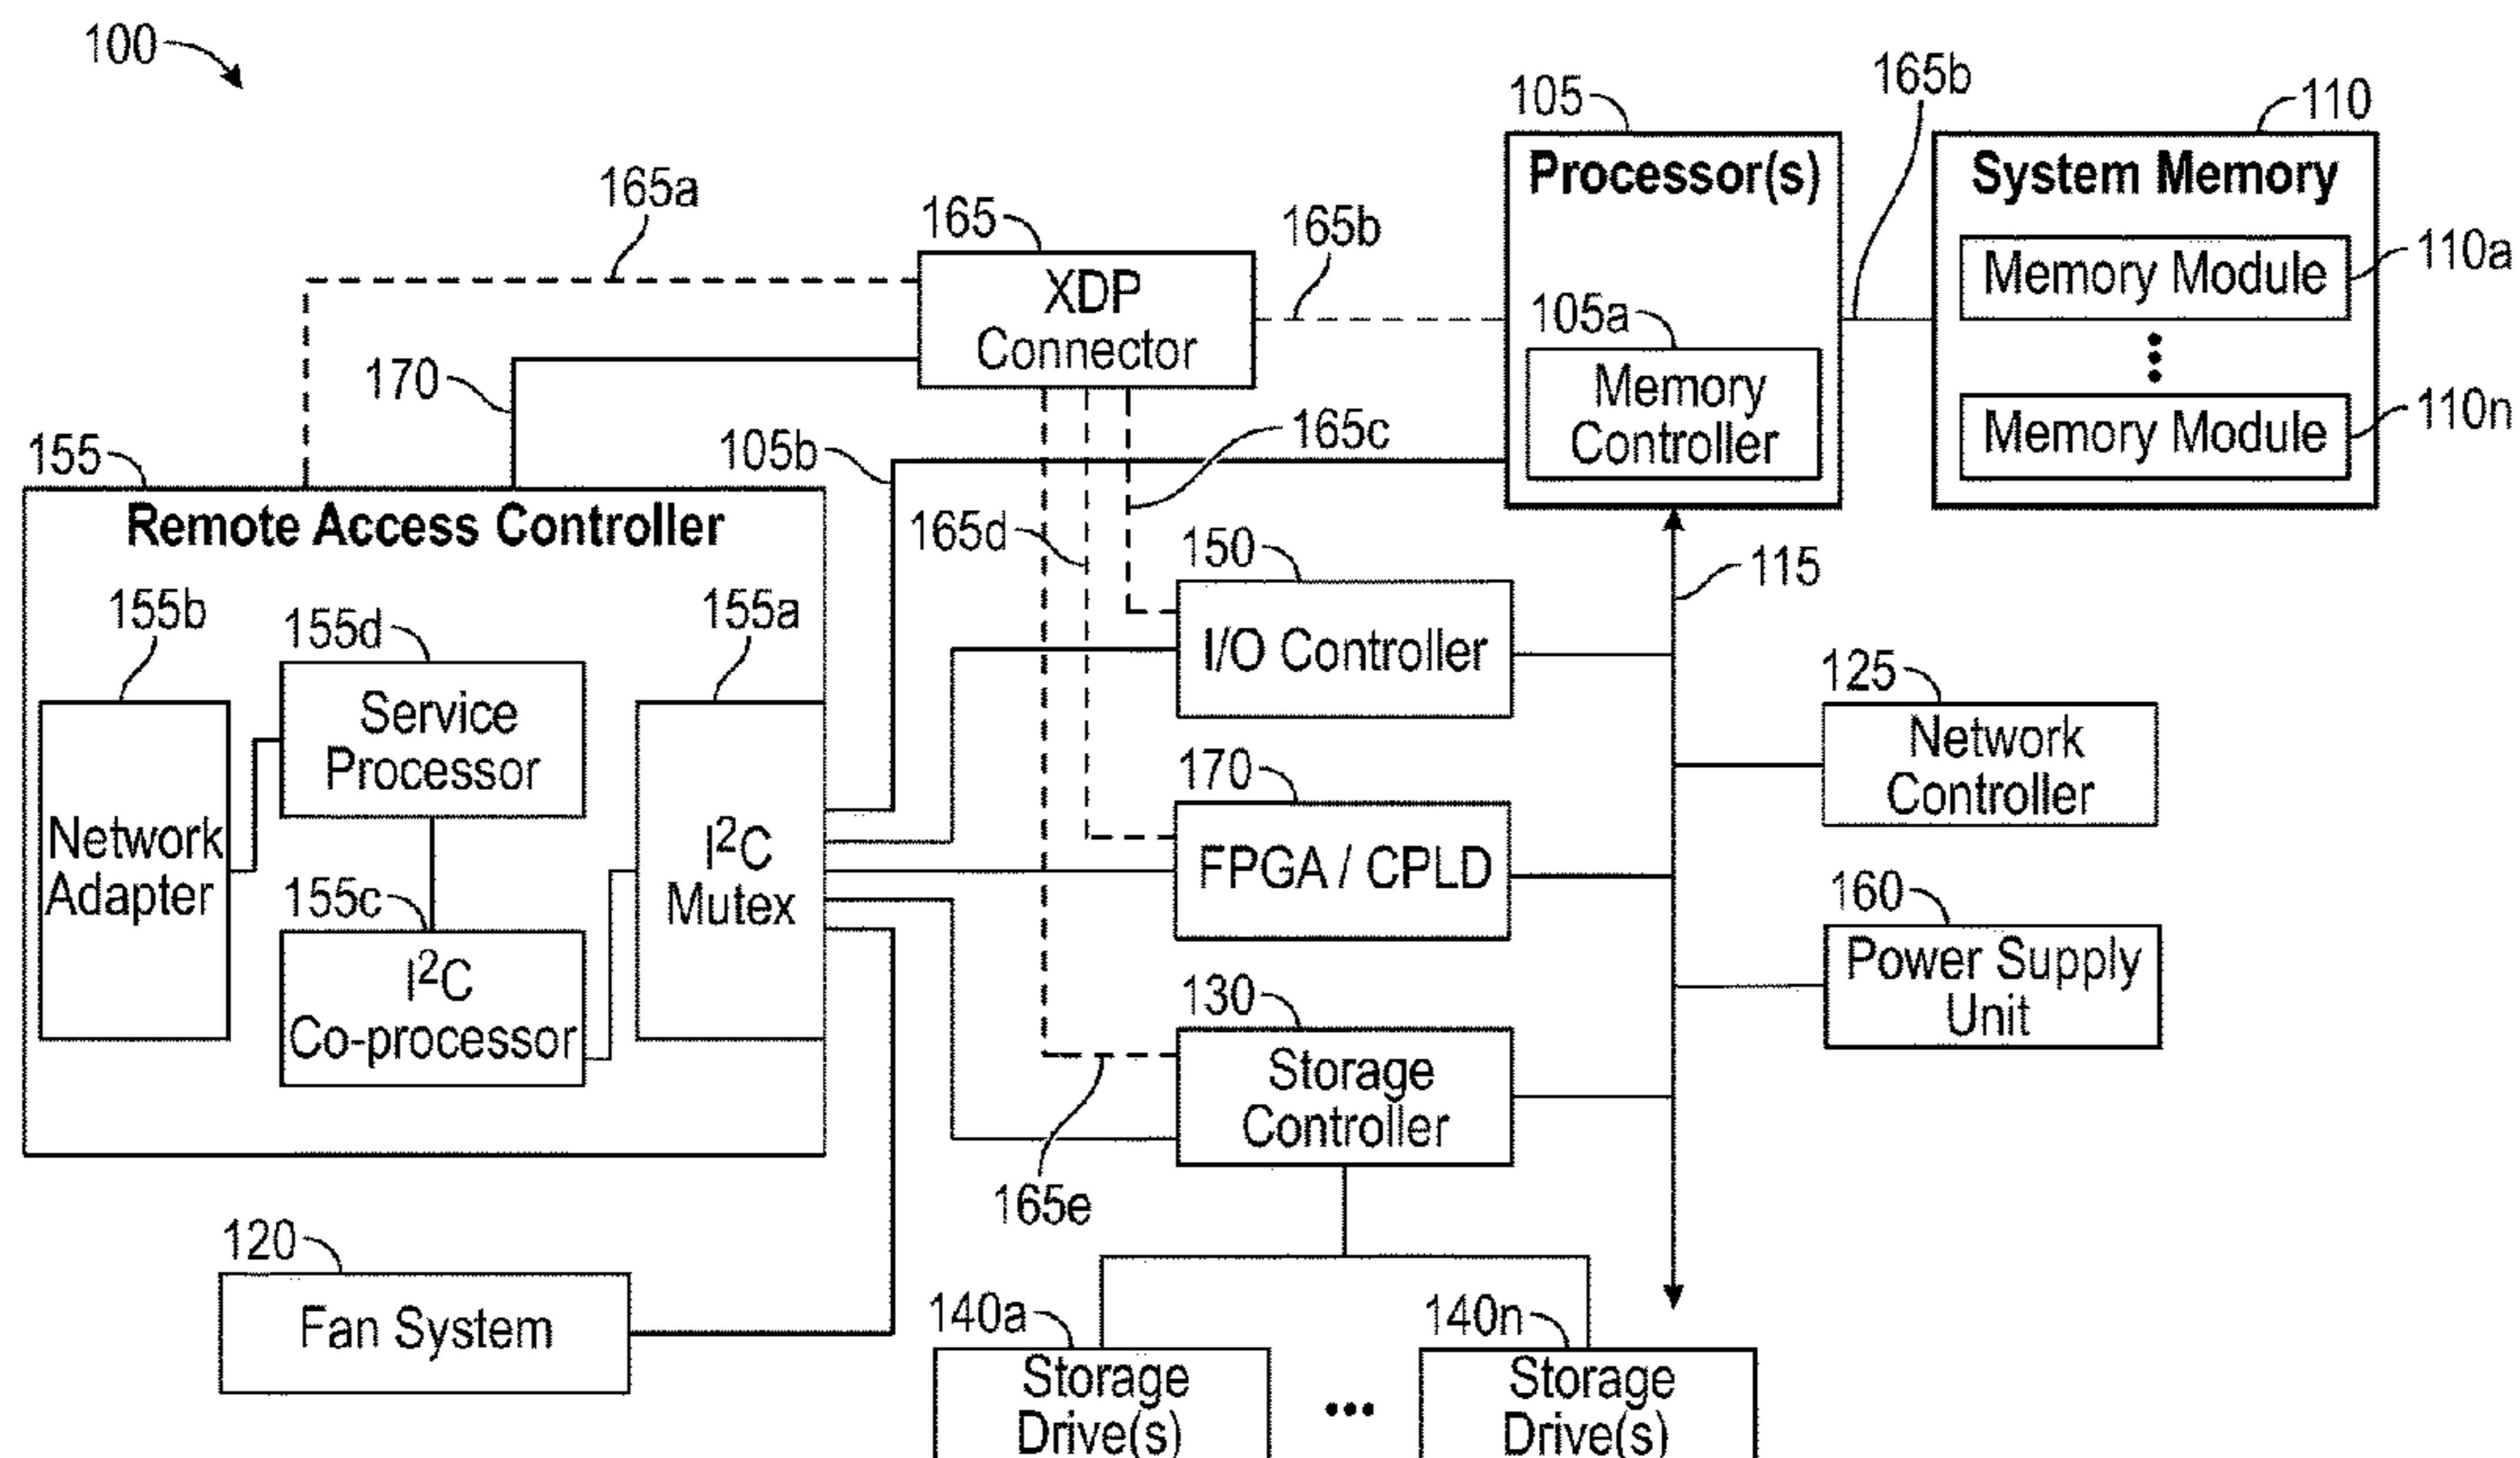 100
105
165b
110
Processor(s)
System Memory
165a
165
165b
110a
Memory Module
XDP
Connector
105a
170
Memory
Controller
110n
Memory Module
155
105b
165c
Remote Access Controller
165d
150
115
155b
155d
155a
I/O Controller
125
Service
Processor
Network
Controller
170
Network
Adapter
I²C
Mutex
FPGA / CPLD
155c
160
I²C
Co-processor
Power Supply
Unit
130
Storage
Controller
165e
120
Fan System
140a
140n
Storage
Drive(s)
•••
Storage
Drive(s)